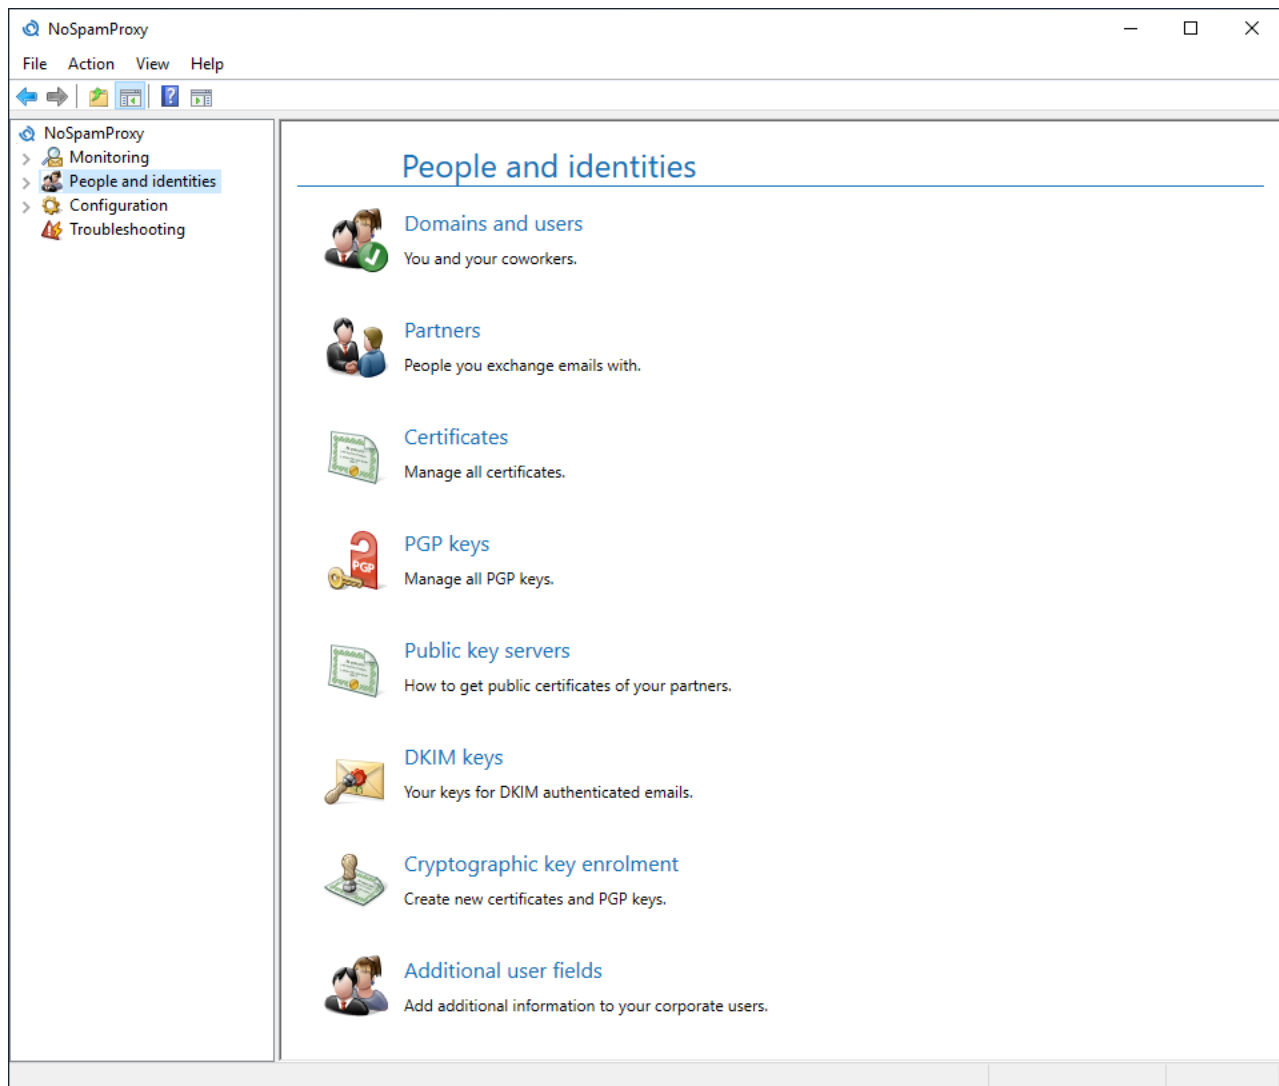 NoSpamProxy
File Action View Help
NoSpamProxy
Monitoring
People and identities
Configuration
Troubleshooting
People and identities
Domains and users
You and your coworkers.
Partners
People you exchange emails with.
Certificates
Manage all certificates.
PGP keys
PGP
Manage all PGP keys.
Public key servers
How to get public certificates of your partners.
DKIM keys
Your keys for DKIM authenticated emails.
Cryptographic key enrolment
Create new certificates and PGP keys.
Additional user fields
Add additional information to your corporate users.